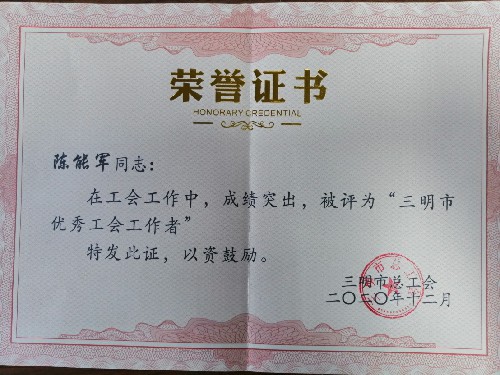 荣誉证书
HONORARY CREDENTIAL
陈能军同志：
在工会工作中，成绩突出，被评为“三明市
优秀工会工作者”
特发此证，以资鼓励。
三明市总工会
二〇二〇年十二月